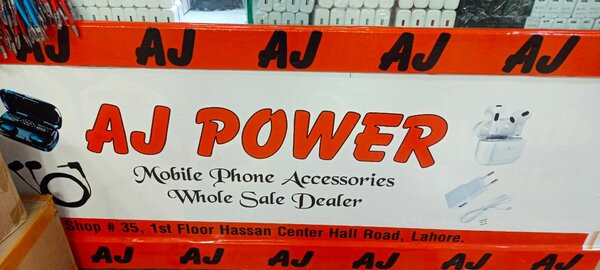 AJ AJ AJ AJ AJ
AJ POWER
Mobile Phone Accessories
Whole Sale Dealer
Shop # 35, 1st Floor Hassan Center Hall Road, Lahore.
AJ AJ AJ AJ AJ AJ